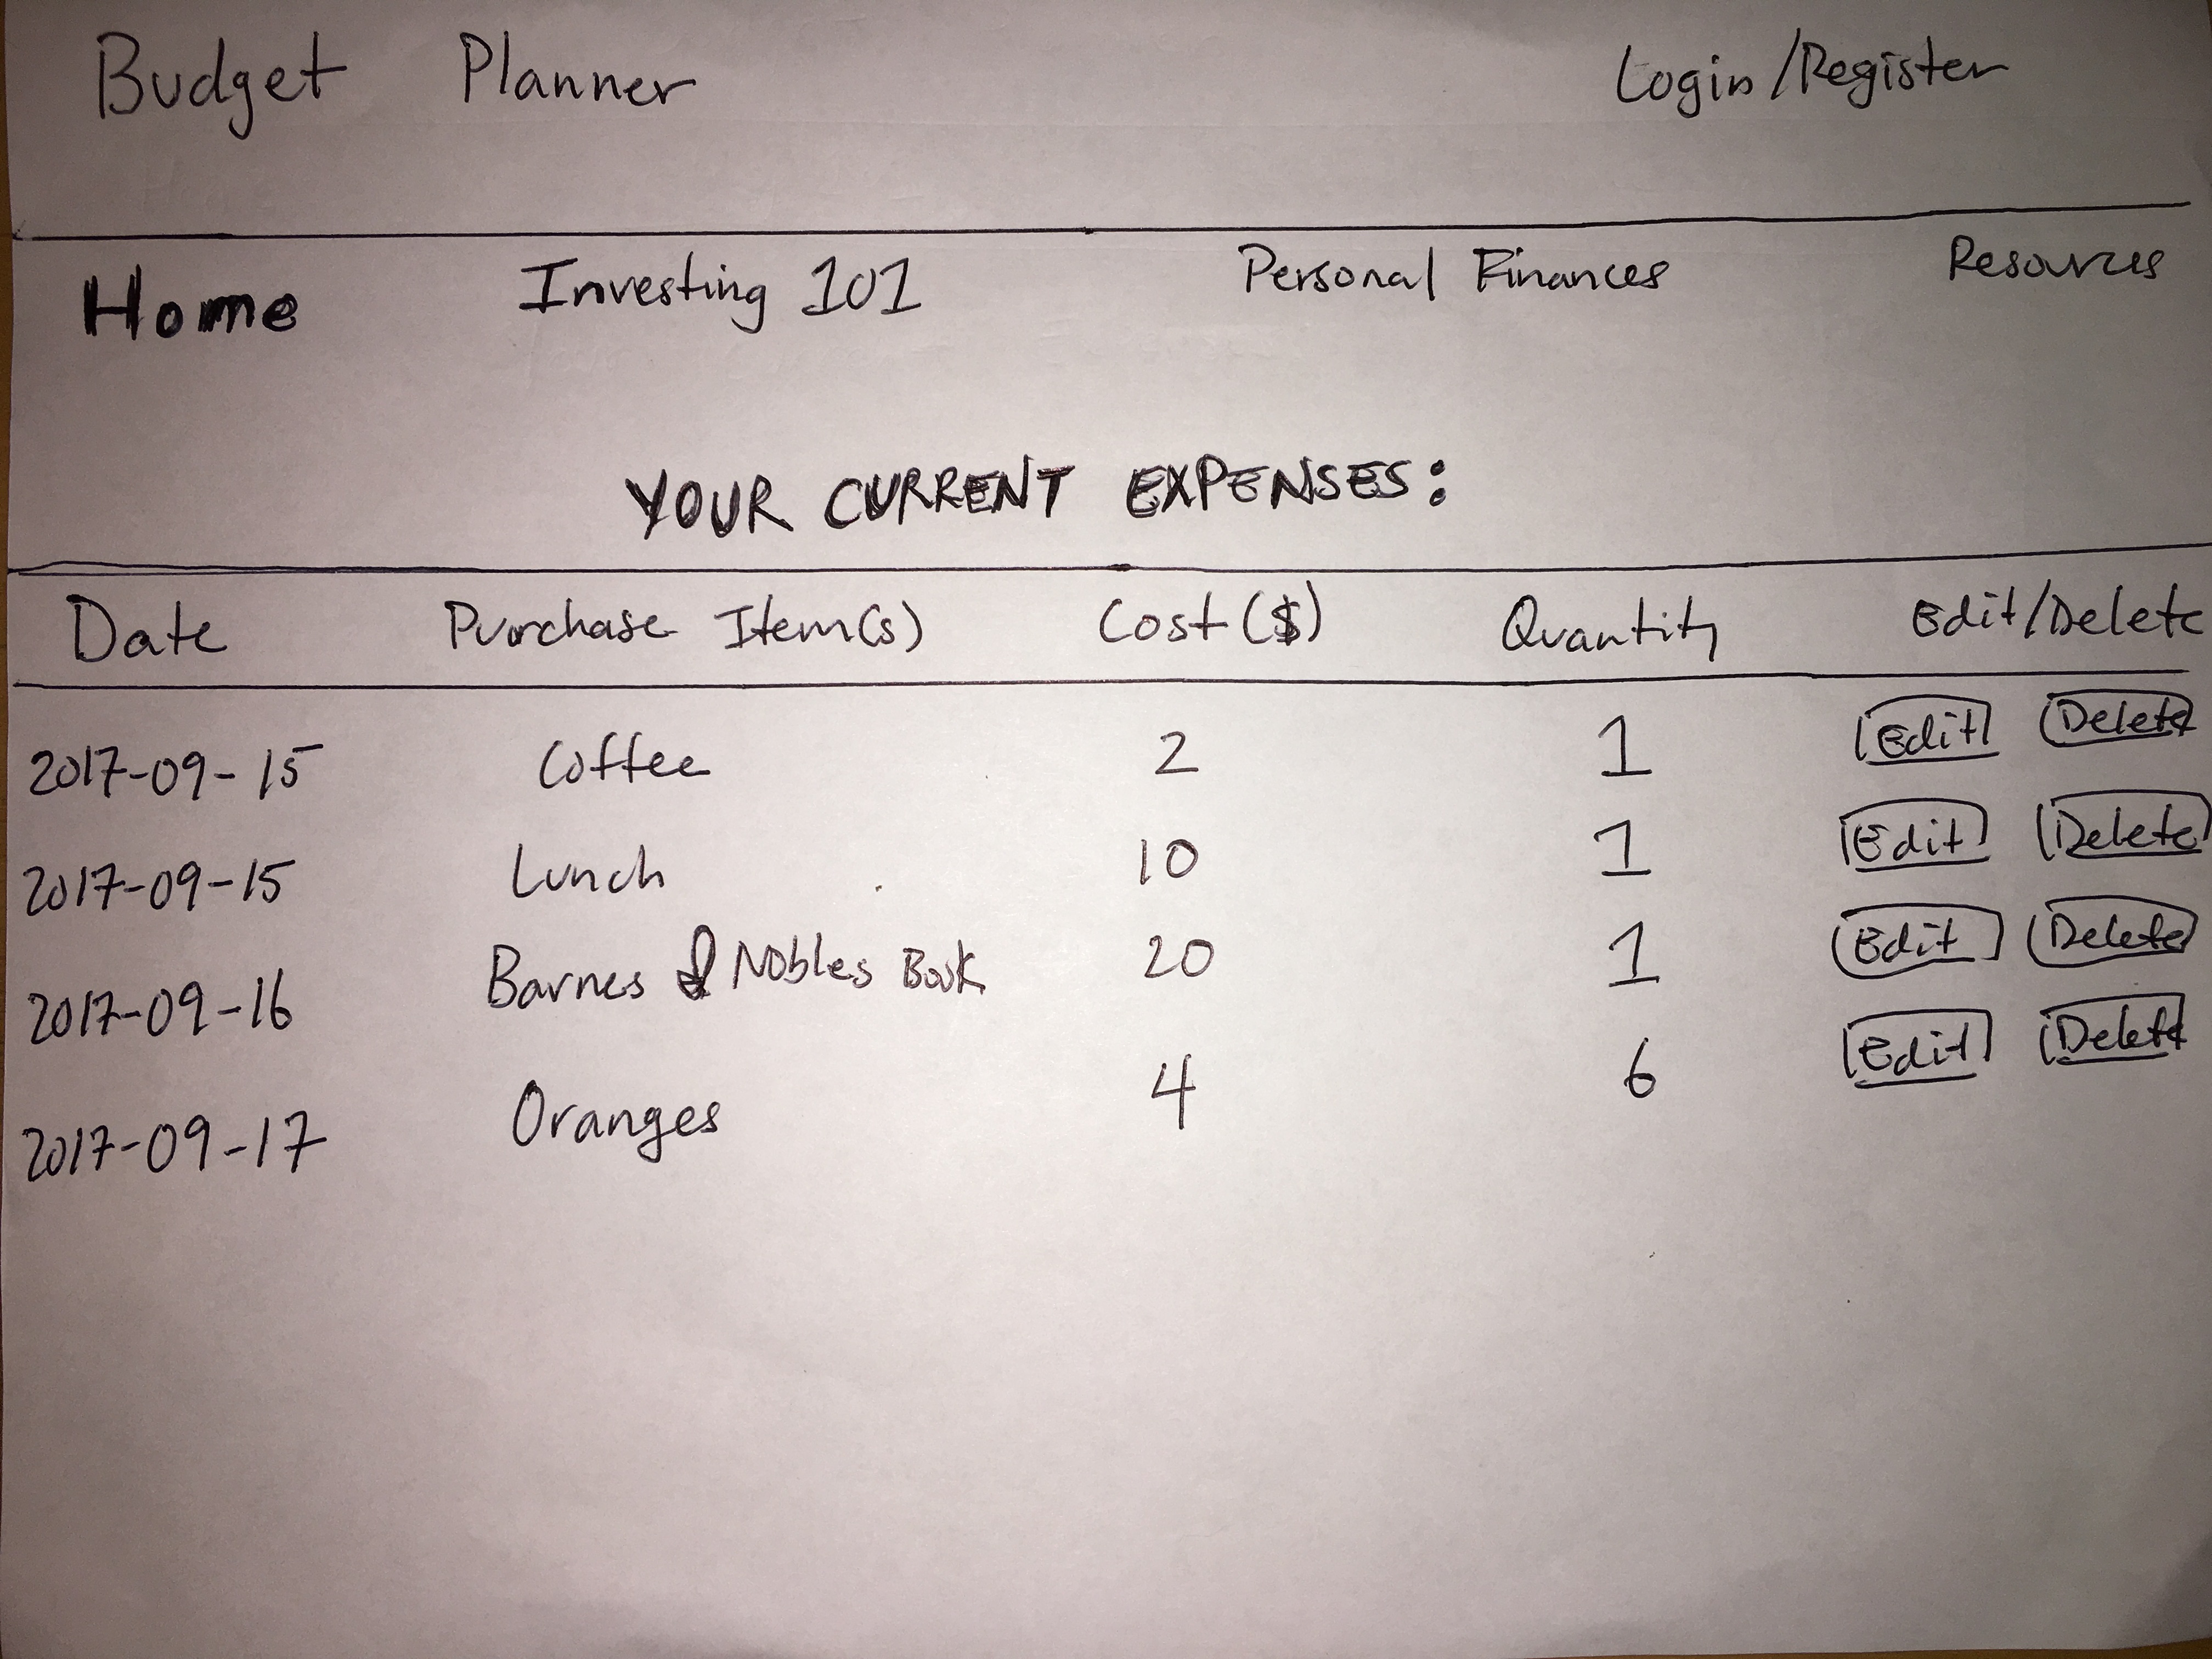 Budget Planner Login/Register
Home Investing 101 Personal Finances Resources
YOUR CURRENT EXPENSES:
Date Purchase Item(s) Cost($) Quantity Edit/Delete
2017-09-15 Coffee 2 1 Edit Delete
2017-09-15 Lunch 10 1 Edit Delete
2017-09-16 Barnes & Nobles Book 20 1 Edit Delete
2017-09-17 Oranges 4 6 Edit Delete